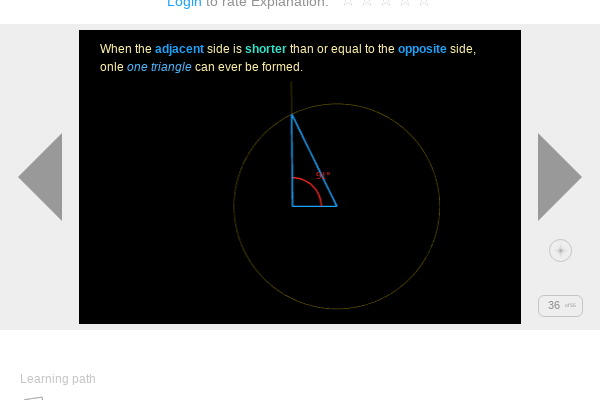 Login to rate Explanation:
When the adjacent side is shorter than or equal to the opposite side,
onle one triangle can ever be formed.
36 of55
Learning path